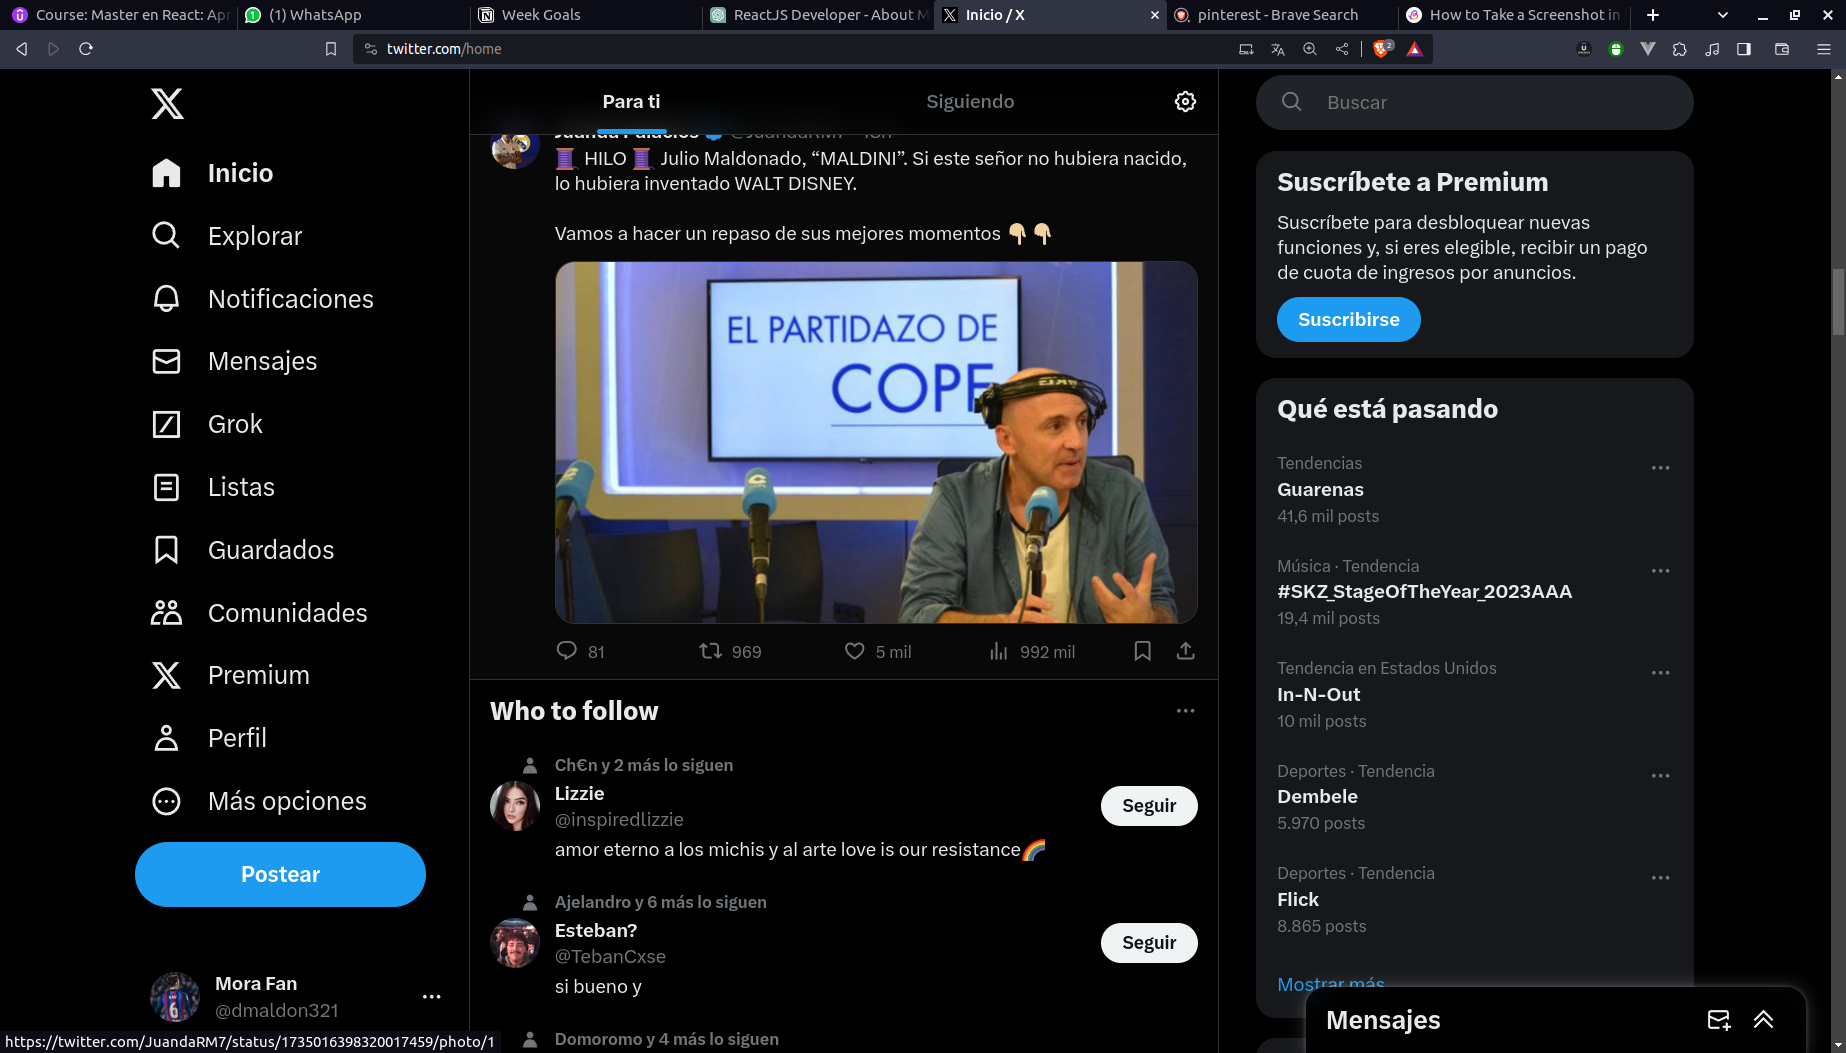 Course: Master en React: Apr
(1) WhatsApp
Week Goals
ReactJS Developer - About M
Inicio / X
pinterest - Brave Search
How to Take a Screenshot in
twitter.com/home
2
Inicio
Explorar
Notificaciones
Mensajes
Grok
Listas
Guardados
Comunidades
Premium
Perfil
Más opciones
Postear
Mora Fan
@dmaldon321
https://twitter.com/JuandaRM7/status/1735016398320017459/photo/1
Para ti
Siguiendo
Juanda Palacios @JuandaRM7 · 18h
🧵 HILO 🧵 Julio Maldonado, “MALDINI”. Si este señor no hubiera nacido,
lo hubiera inventado WALT DISNEY.
Vamos a hacer un repaso de sus mejores momentos 👇🏼👇🏼
EL PARTIDAZO DE
COPE
81
969
5 mil
992 mil
Who to follow
Ch€n y 2 más lo siguen
Lizzie
@inspiredlizzie
Seguir
amor eterno a los michis y al arte love is our resistance🌈
Ajelandro y 6 más lo siguen
Esteban?
@TebanCxse
Seguir
si bueno y
Domoromo y 4 más lo siguen
Buscar
Suscríbete a Premium
Suscríbete para desbloquear nuevas
funciones y, si eres elegible, recibir un pago
de cuota de ingresos por anuncios.
Suscribirse
Qué está pasando
Tendencias
Guarenas
41,6 mil posts
Música · Tendencia
#SKZ_StageOfTheYear_2023AAA
19,4 mil posts
Tendencia en Estados Unidos
In-N-Out
10 mil posts
Deportes · Tendencia
Dembele
5.970 posts
Deportes · Tendencia
Flick
8.865 posts
Mostrar más
Mensajes